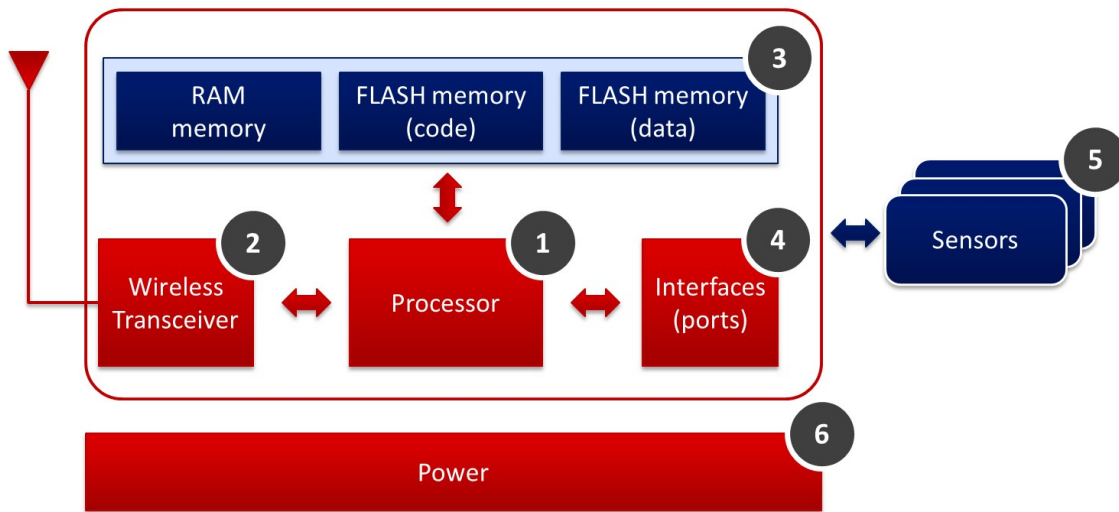 3
RAM
memory
FLASH memory
(code)
FLASH memory
(data)
5
Sensors
2
1
4
Wireless
Transceiver
Processor
Interfaces
(ports)
6
Power